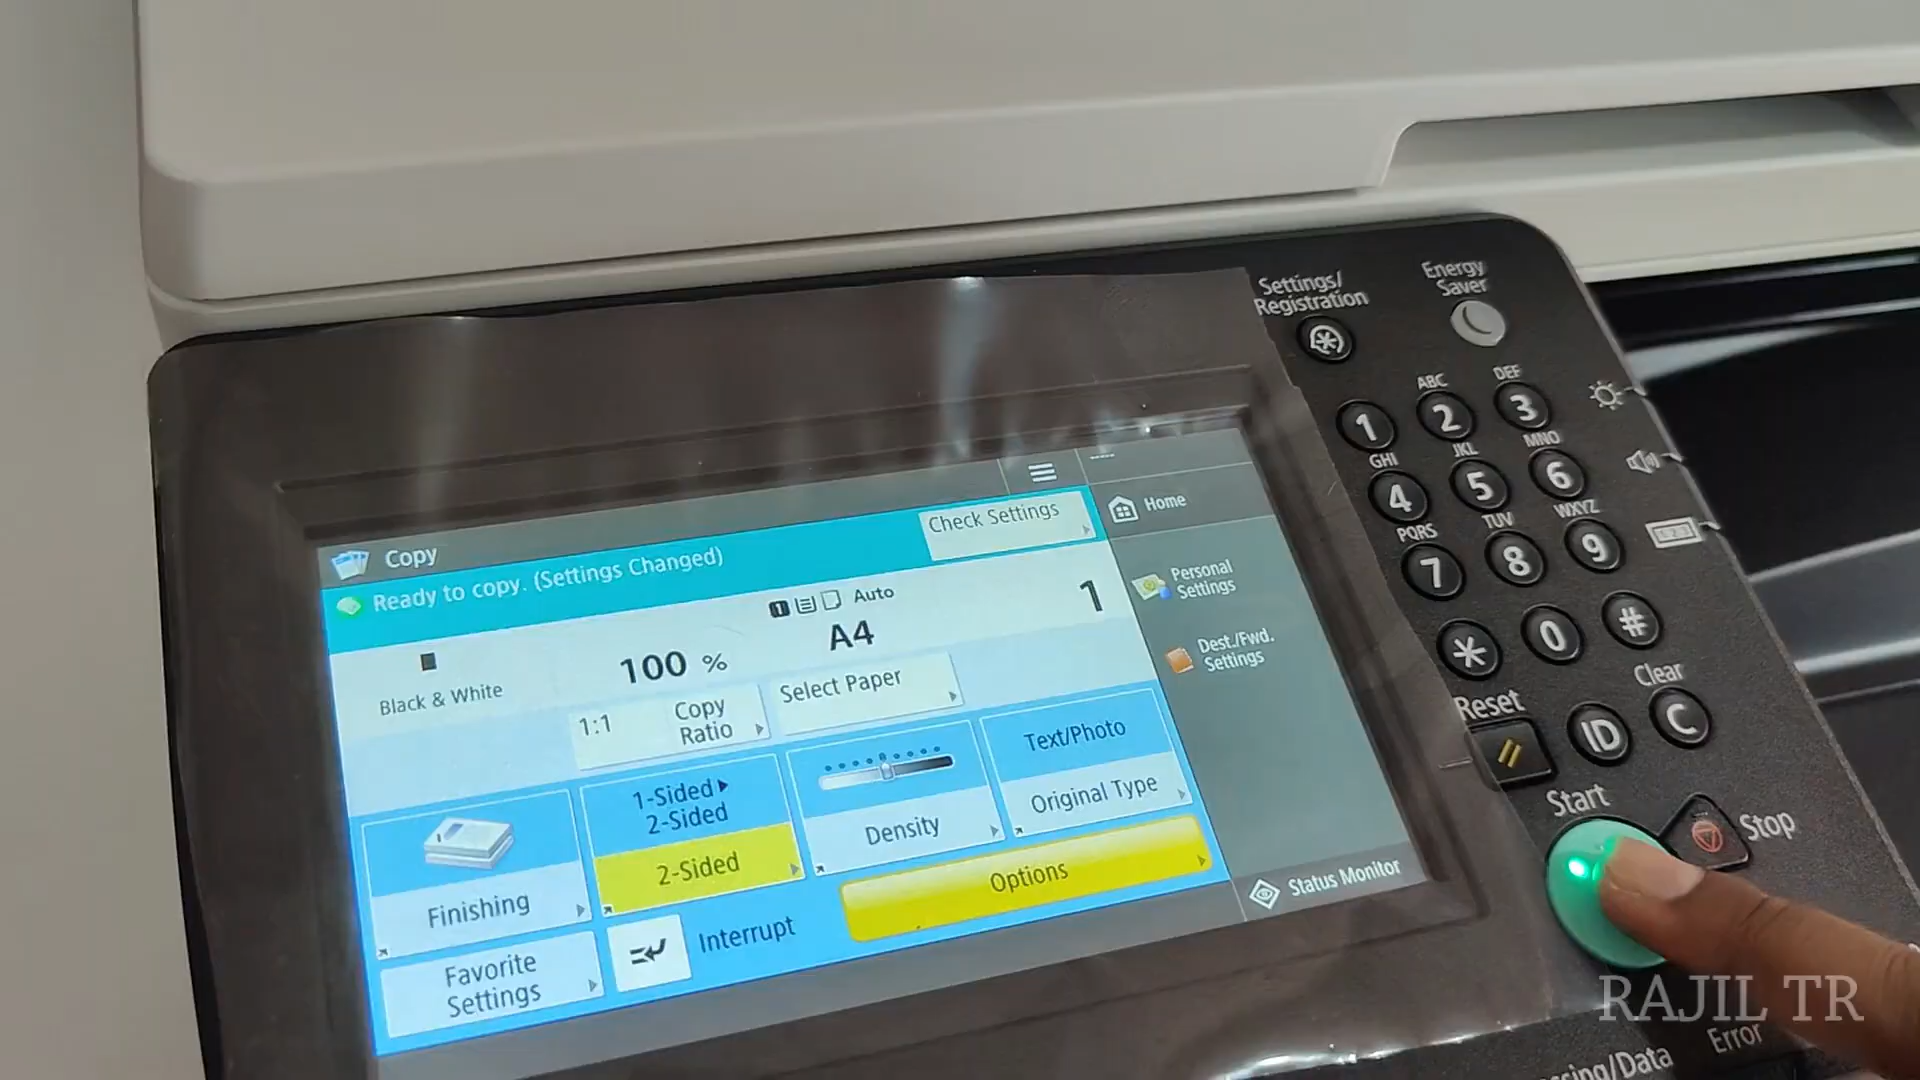 Settings/
Registration
Energy
Saver
ABC
DEF
1
2
3
GHI
JKL
MNO
4
5
6
PQRS
TUV
WXYZ
7
8
9
*
0
#
Reset
ID
Clear
C
Start
Stop
Home
Copy
Check Settings
Ready to copy. (Settings Changed)
Personal
Settings
Dest./Fwd.
Settings
Black & White
100 %
1 Auto
A4
1
1:1
Copy
Ratio
Select Paper
1-Sided
2-Sided
2-Sided
Density
Text/Photo
Original Type
Finishing
Options
Favorite
Settings
Interrupt
Status Monitor
RAJIL TR
Error
/Data